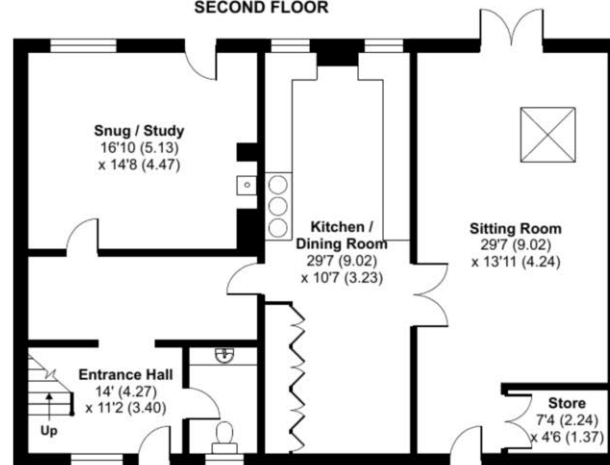 SECOND FLOOR
Snug / Study
16'10 (5.13)
x 14'8 (4.47)
Kitchen /
Dining Room
29'7 (9.02)
x 10'7 (3.23)
Sitting Room
29'7 (9.02)
x 13'11 (4.24)
Entrance Hall
14' (4.27)
x 11'2 (3.40)
Up
Store
7'4 (2.24)
x 4'6 (1.37)